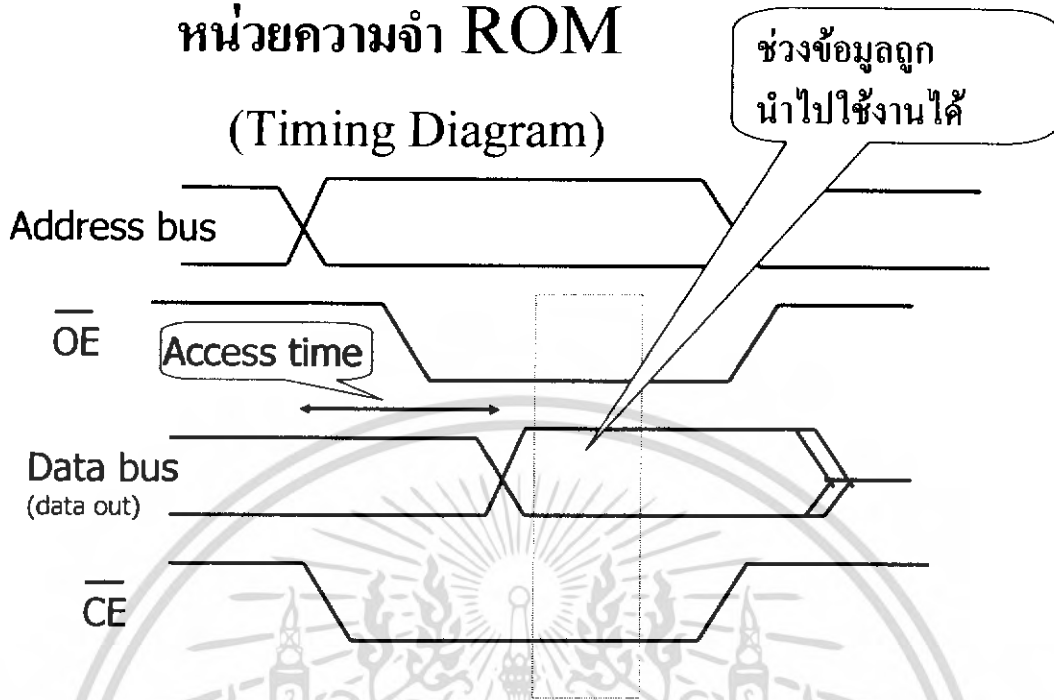 หน่วยความจำ ROM
(Timing Diagram)
ช่วงข้อมูลถูก
นำไปใช้งานได้
Address bus
OE
Access time
Data bus
(data out)
CE